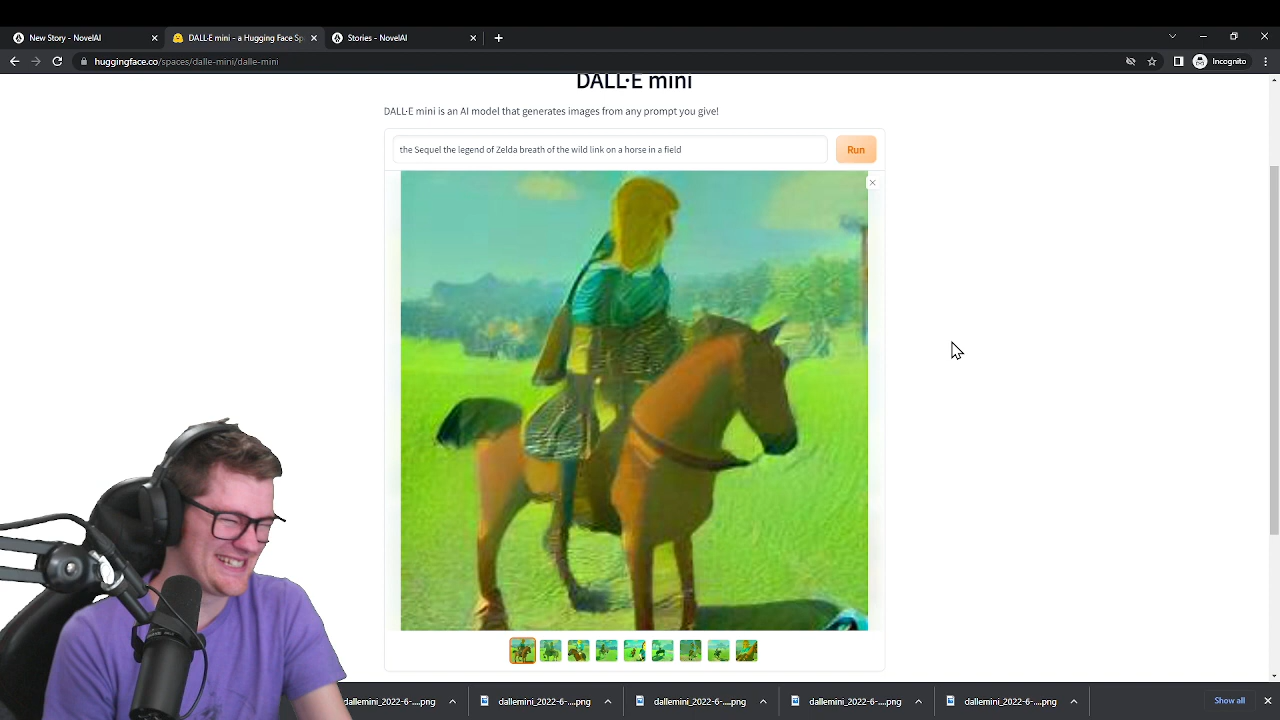 New Story - NovelAI
DALL·E mini - a Hugging Face Sp
Stories - NovelAI
huggingface.co/spaces/dalle-mini/dalle-mini
Incognito
DALL·E mini
DALL·E mini is an AI model that generates images from any prompt you give!
the Sequel the legend of Zelda breath of the wild link on a horse in a field
Run
dallemini_2022-6-....png
dallemini_2022-6-....png
dallemini_2022-6-....png
dallemini_2022-6-....png
dallemini_2022-6-....png
Show all